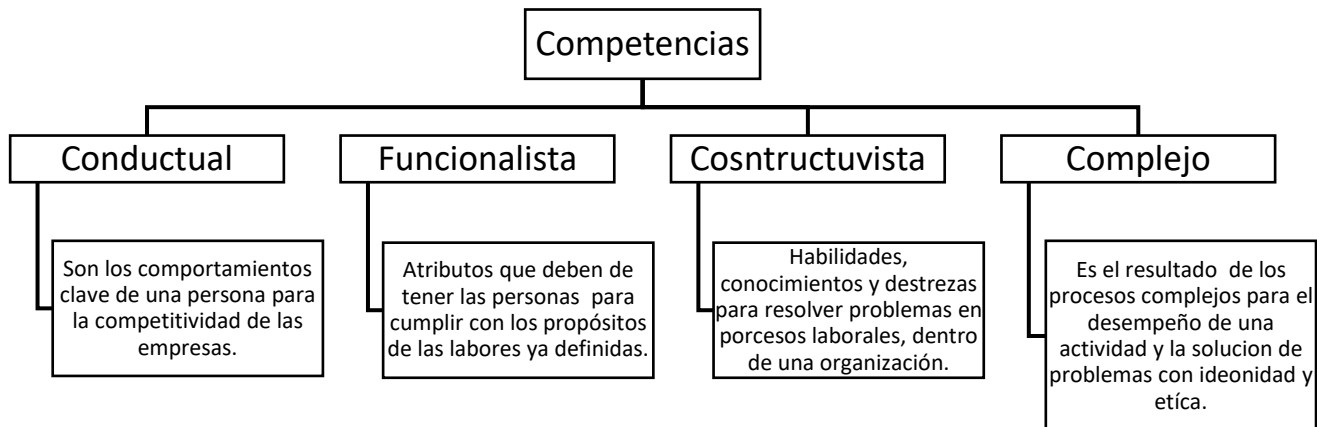 Competencias
Conductual
Son los comportamientos
clave de una persona para
la competitividad de las
empresas.
Funcionalista
Atributos que deben de
tener las personas  para
cumplir con los propósitos
de las labores ya definidas.
Cosntructuvista
Habilidades,
conocimientos y destrezas
para resolver problemas en
porcesos laborales, dentro
de una organización.
Complejo
Es el resultado  de los
procesos complejos para el
desempeño de una
actividad y la solucion de
problemas con ideonidad y
etíca.